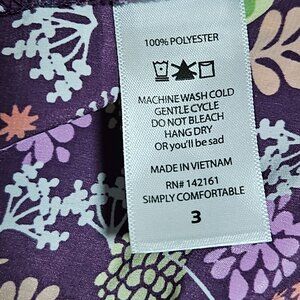 100% POLYESTER
MACHINE WASH COLD
GENTLE CYCLE
DO NOT BLEACH
HANG DRY
OR you'll be sad
MADE IN VIETNAM
RN# 142161
SIMPLY COMFORTABLE
3